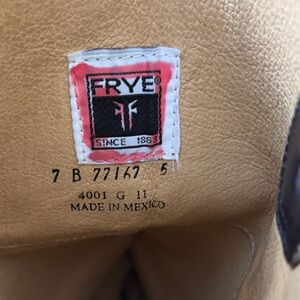 FRYE®
SINCE 1863
7 B 77167 5
4001 G 11
MADE IN MEXICO